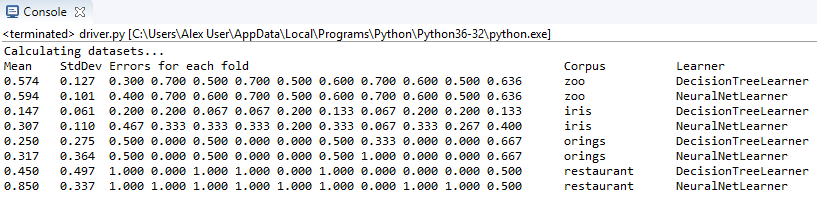 Console
<terminated> driver.py [C:\Users\Alex User\AppData\Local\Programs\Python\Python36-32\python.exe]
Calculating datasets...
Mean StdDev Errors for each fold Corpus Learner
0.574 0.127 0.300 0.700 0.500 0.700 0.500 0.600 0.700 0.600 0.500 0.636 zoo DecisionTreeLearner
0.594 0.101 0.400 0.700 0.600 0.700 0.500 0.600 0.700 0.600 0.500 0.636 zoo NeuralNetLearner
0.147 0.061 0.200 0.200 0.067 0.067 0.200 0.133 0.067 0.200 0.200 0.133 iris DecisionTreeLearner
0.307 0.110 0.467 0.333 0.333 0.333 0.200 0.333 0.067 0.333 0.267 0.400 iris NeuralNetLearner
0.250 0.275 0.500 0.000 0.500 0.000 0.000 0.500 0.333 0.000 0.000 0.667 orings DecisionTreeLearner
0.317 0.364 0.500 0.000 0.500 0.000 0.000 0.500 1.000 0.000 0.000 0.667 orings NeuralNetLearner
0.450 0.497 1.000 0.000 1.000 1.000 0.000 1.000 0.000 0.000 0.000 0.500 restaurant DecisionTreeLearner
0.850 0.337 1.000 1.000 1.000 1.000 1.000 1.000 0.000 1.000 1.000 0.500 restaurant NeuralNetLearner